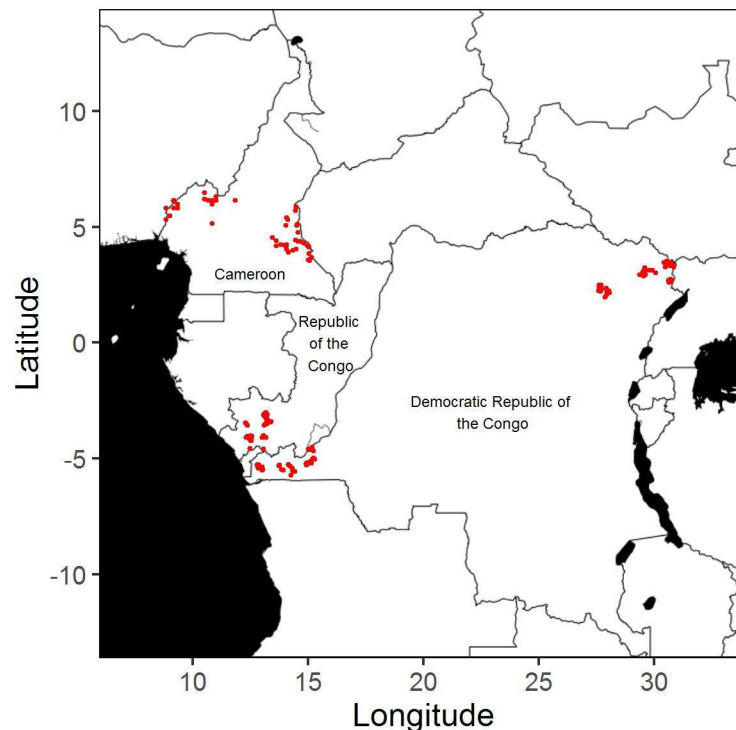 10
5
0
-5
-10
Latitude
Cameroon
Republic
of the
Congo
Democratic Republic of
the Congo
10
15
20
25
30
Longitude